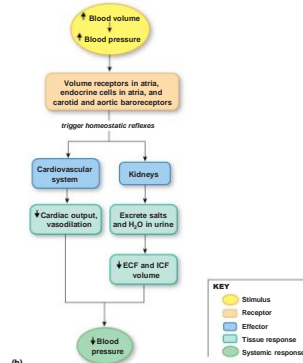 ↑ Blood volume
↑ Blood pressure
Volume receptors in atria,
endocrine cells in atria, and
carotid and aortic baroreceptors
trigger homeostatic reflexes
Cardiovascular
system
Kidneys
↓ Cardiac output,
vasodilation
Excrete salts
and H₂O in urine
↓ ECF and ICF
volume
↓ Blood
pressure
KEY
Stimulus
Receptor
Effector
Tissue response
Systemic response
(b)